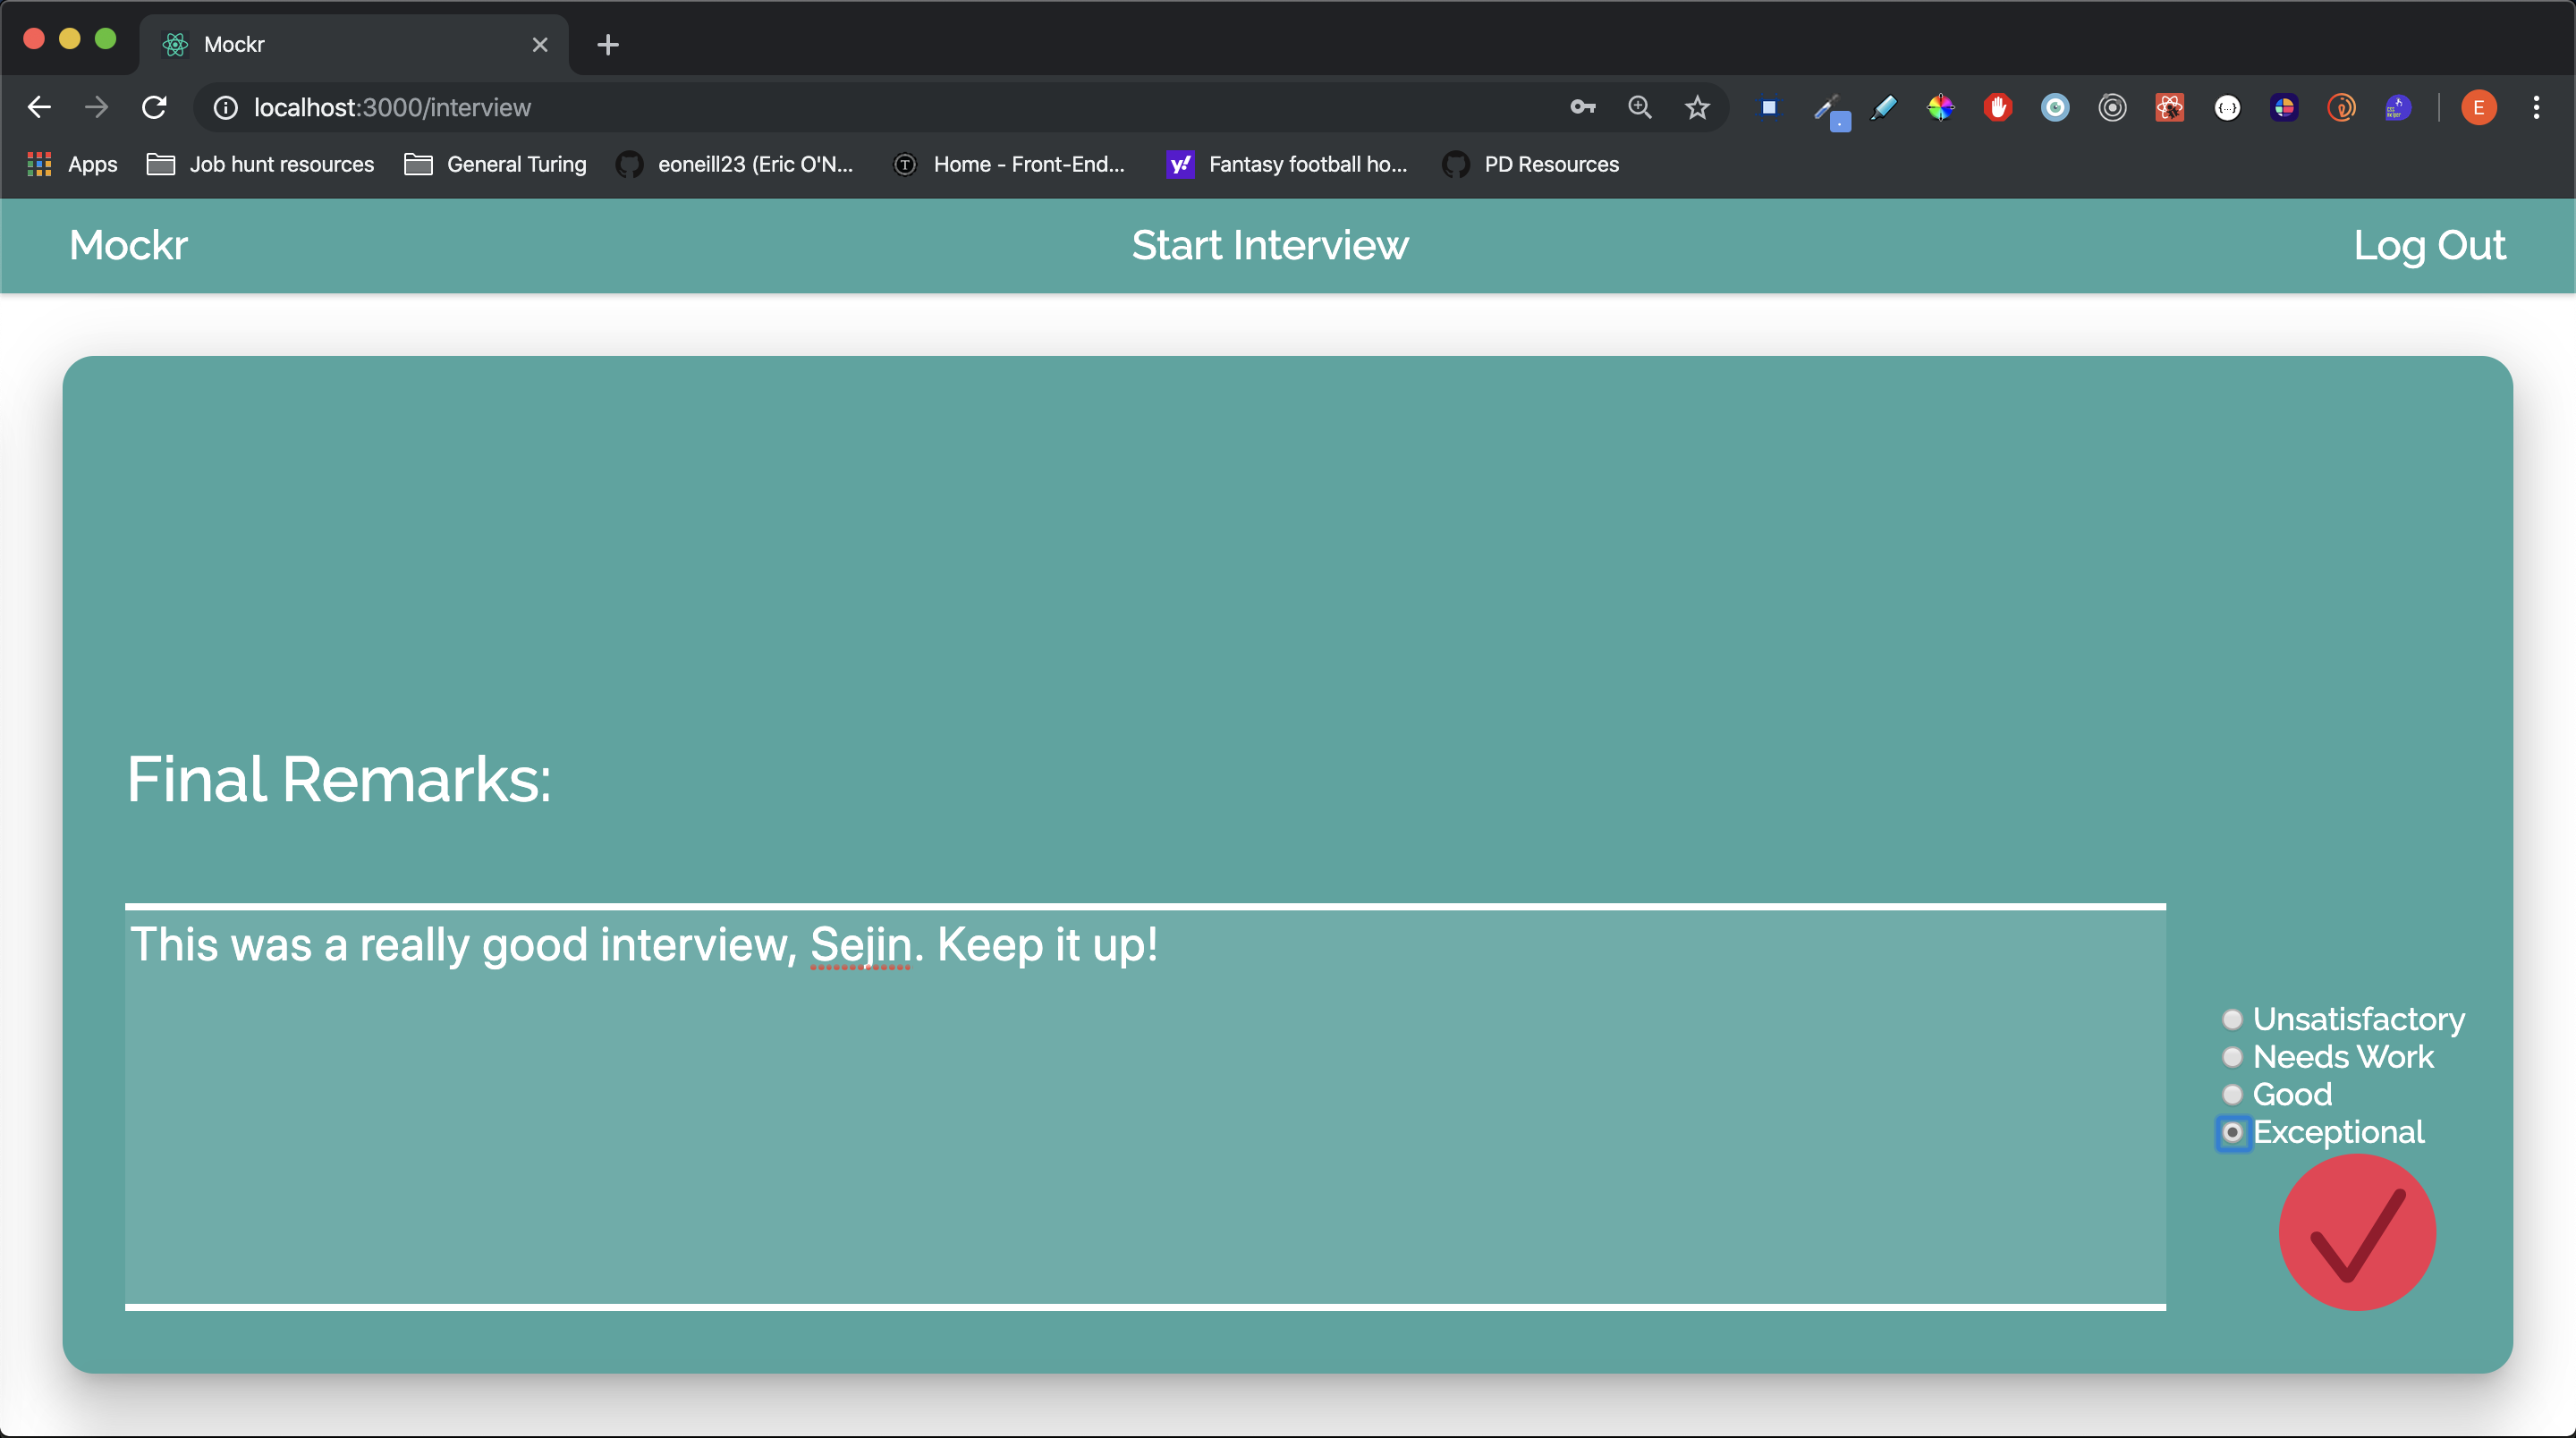 Mockr
localhost:3000/interview
Apps Job hunt resources General Turing eoneill23 (Eric O'N... Home - Front-End... Fantasy football ho... PD Resources
E
Mockr Start Interview Log Out
Final Remarks:
This was a really good interview, Sejin. Keep it up!
Unsatisfactory
Needs Work
Good
Exceptional